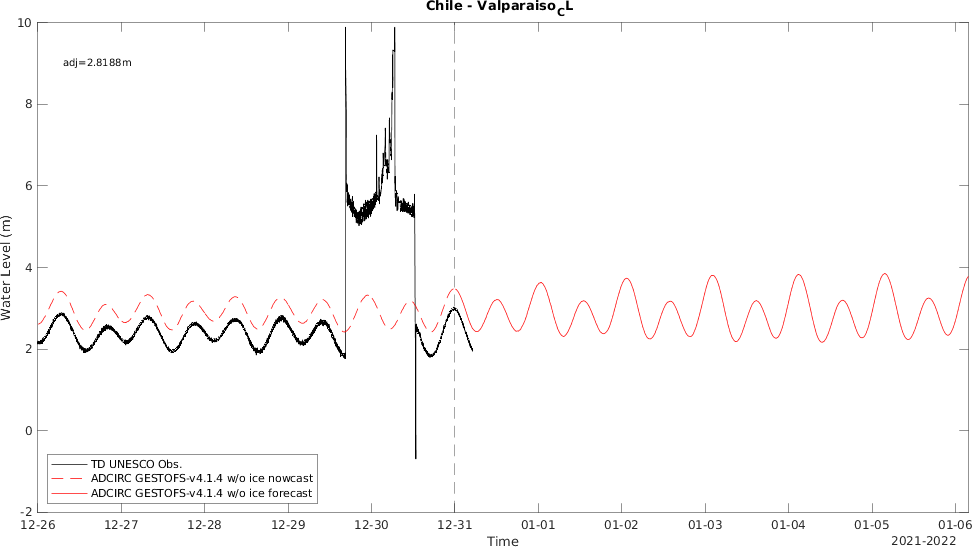 Chile - Valparaiso_CL
adj=2.8188m
Water Level (m)
10
8
6
4
2
0
-2
TD UNESCO Obs.
ADCIRC GESTOFS-v4.1.4 w/o ice nowcast
ADCIRC GESTOFS-v4.1.4 w/o ice forecast
12-26 12-27 12-28 12-29 12-30 12-31 01-01 01-02 01-03 01-04 01-05 01-06
Time
2021-2022